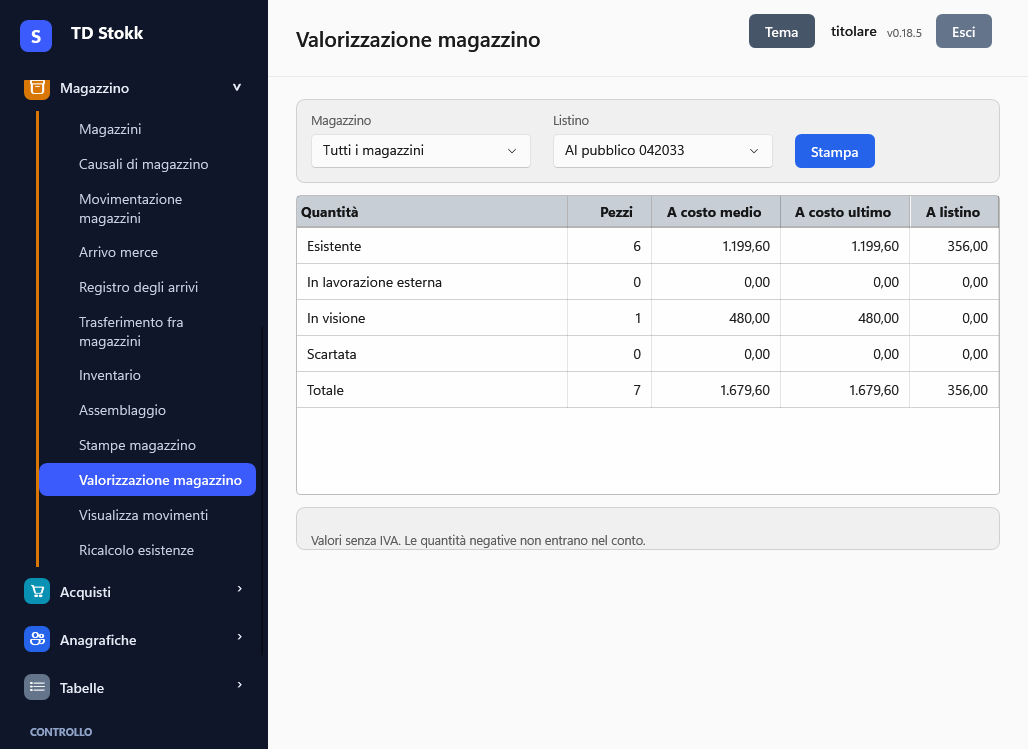 S
TD Stokk
Magazzino
Magazzini
Causali di magazzino
Movimentazione
magazzini
Arrivo merce
Registro degli arrivi
Trasferimento fra
magazzini
Inventario
Assemblaggio
Stampe magazzino
Valorizzazione magazzino
Visualizza movimenti
Ricalcolo esistenze
Acquisti
Anagrafiche
Tabelle
CONTROLLO
Valorizzazione magazzino
Tema titolare v0.18.5 Esci
Magazzino Listino
Tutti i magazzini Al pubblico 042033 Stampa
Quantità Pezzi A costo medio A costo ultimo A listino
Esistente 6 1.199,60 1.199,60 356,00
In lavorazione esterna 0 0,00 0,00 0,00
In visione 1 480,00 480,00 0,00
Scartata 0 0,00 0,00 0,00
Totale 7 1.679,60 1.679,60 356,00
Valori senza IVA. Le quantità negative non entrano nel conto.